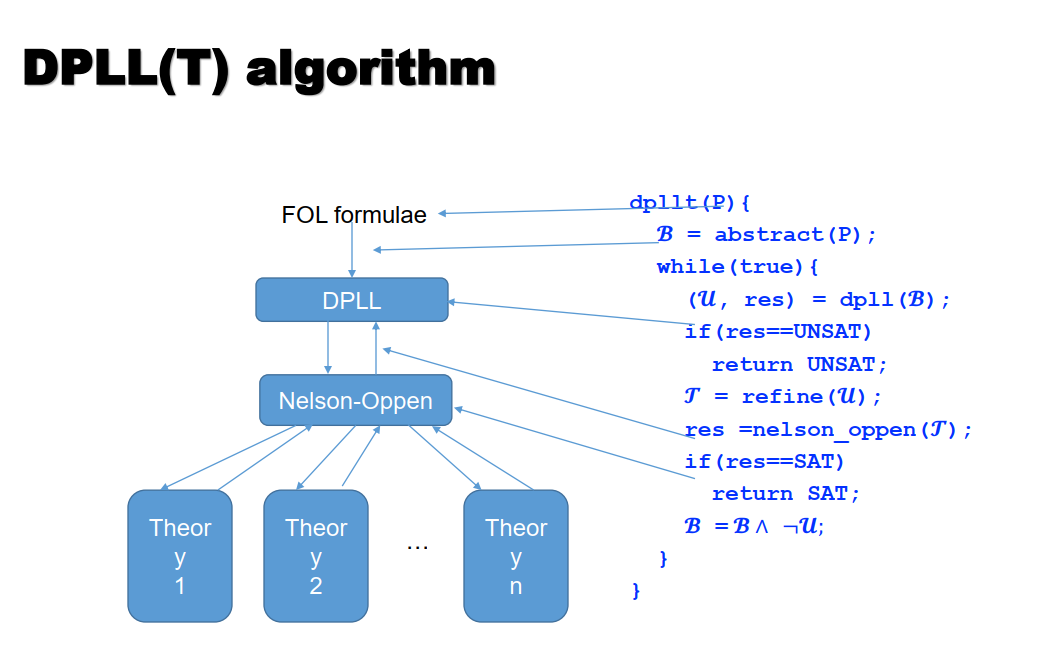 DPLL(T) algorithm
FOL formulae
DPLL
Nelson-Oppen
Theor
y
1
Theor
y
2
...
Theor
y
n
dpllt(P){
ℬ = abstract(P);
while(true){
(𝒰, res) = dpll(ℬ);
if(res==UNSAT)
return UNSAT;
𝒯 = refine(𝒰);
res =nelson_oppen(𝒯);
if(res==SAT)
return SAT;
ℬ =ℬ ∧ ¬𝒰;
}
}